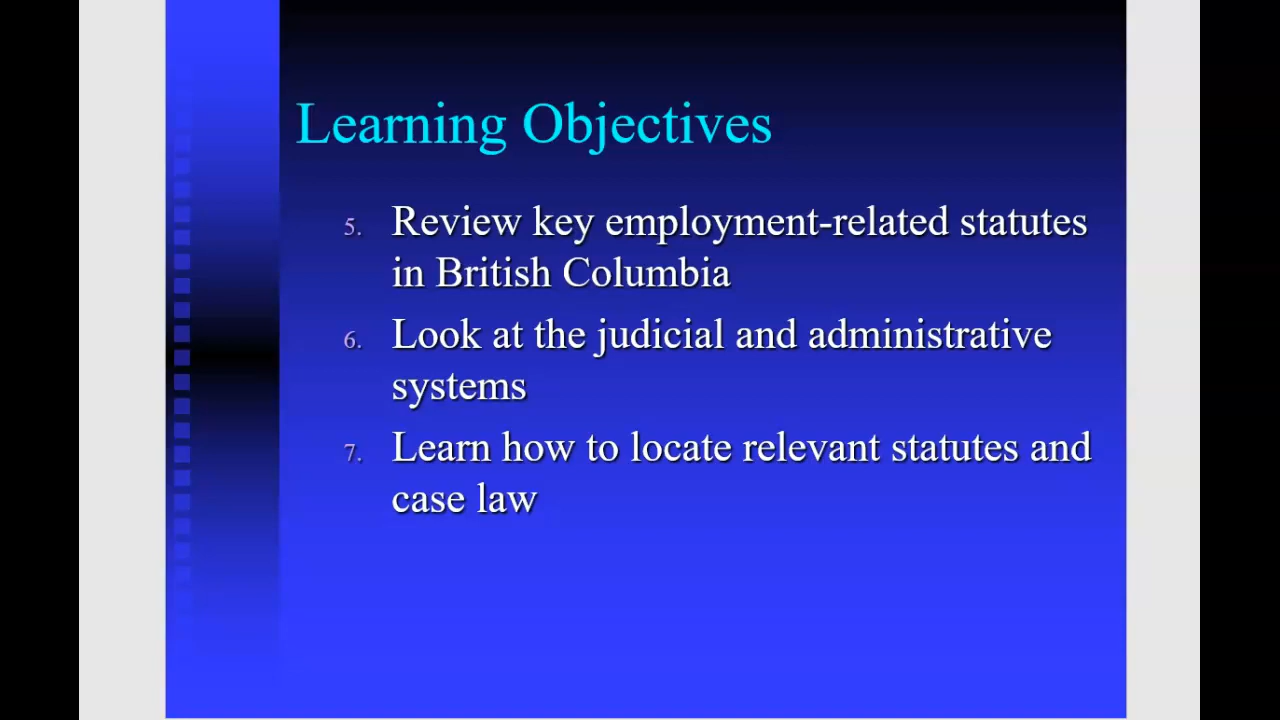 Learning Objectives
5. Review key employment-related statutes
in British Columbia
6. Look at the judicial and administrative
systems
7. Learn how to locate relevant statutes and
case law